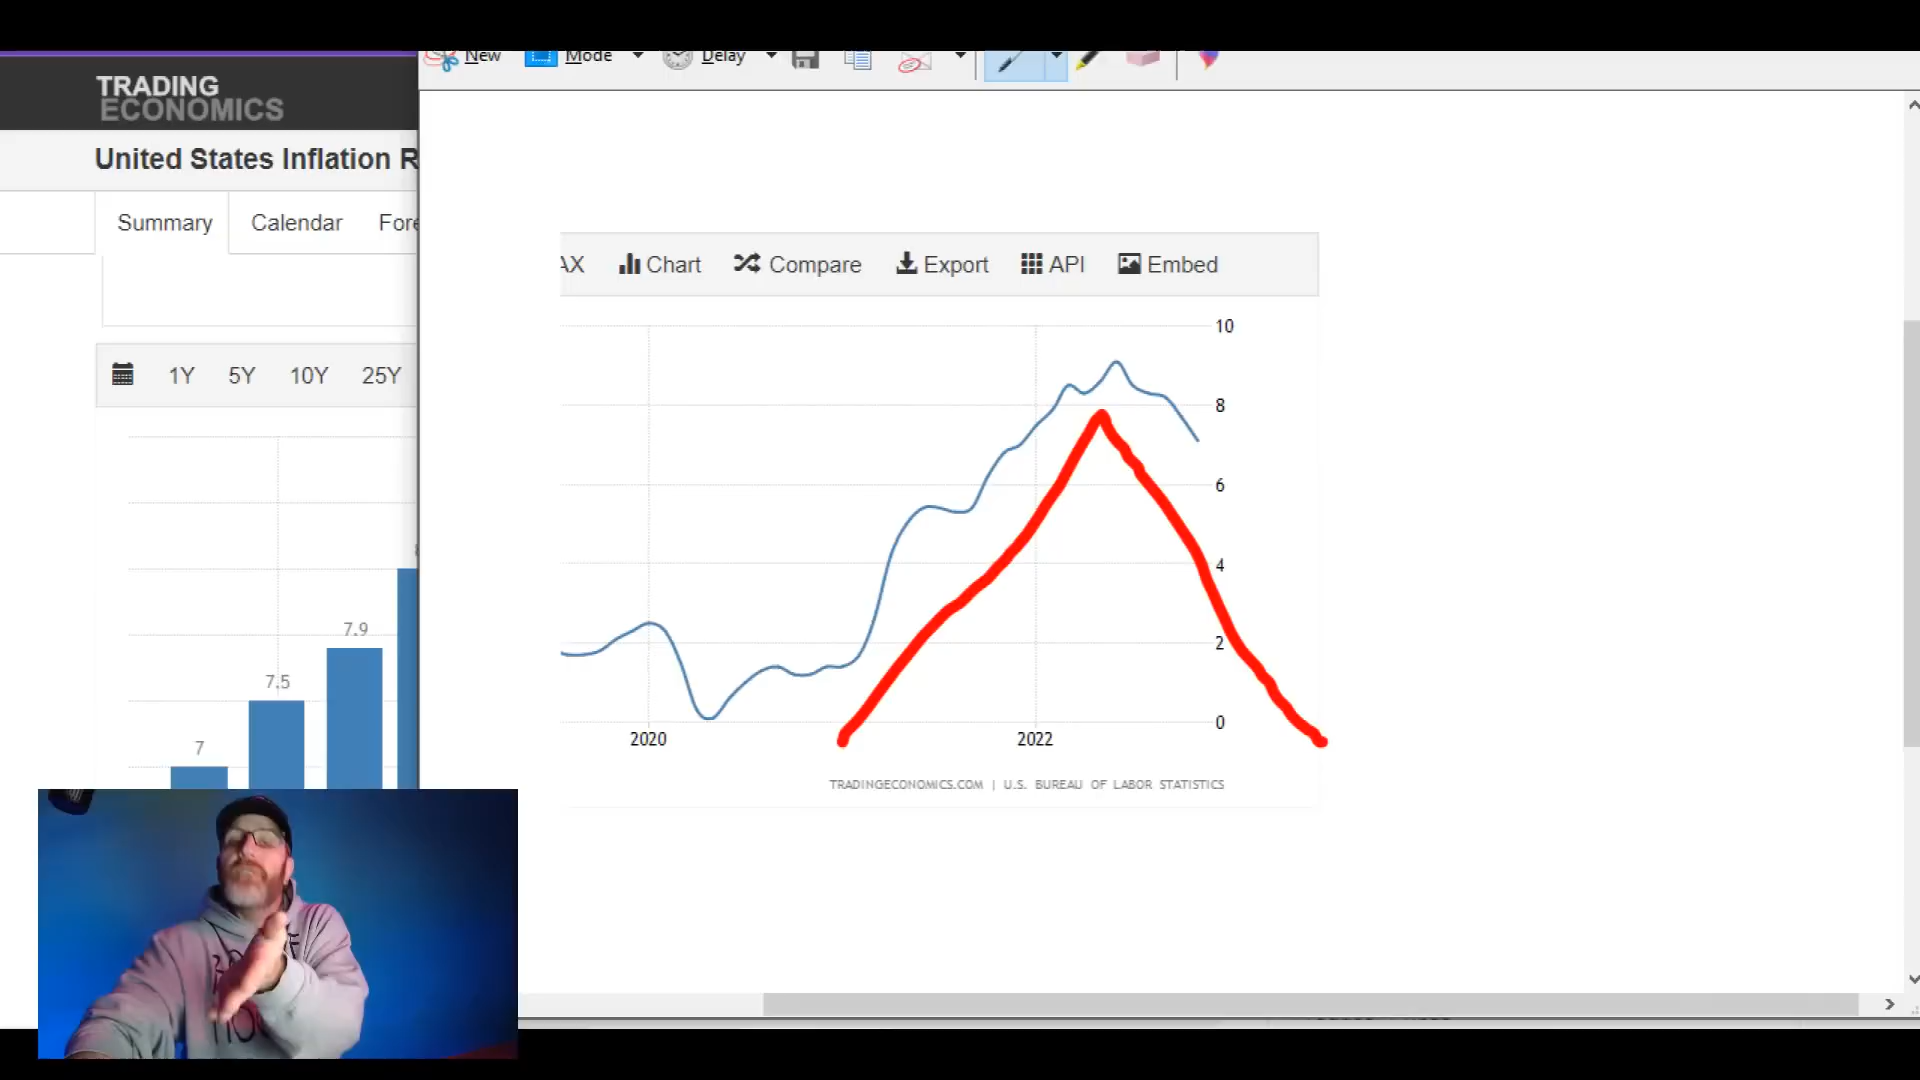 New Mode Delay
TRADING
ECONOMICS
United States Inflation R
Summary Calendar Fore
1Y 5Y 10Y 25Y
7 7.5 7.9
AX Chart Compare Export API Embed
10
8
6
4
2
0
2020 2022
TRADINGECONOMICS.COM | U.S. BUREAU OF LABOR STATISTICS